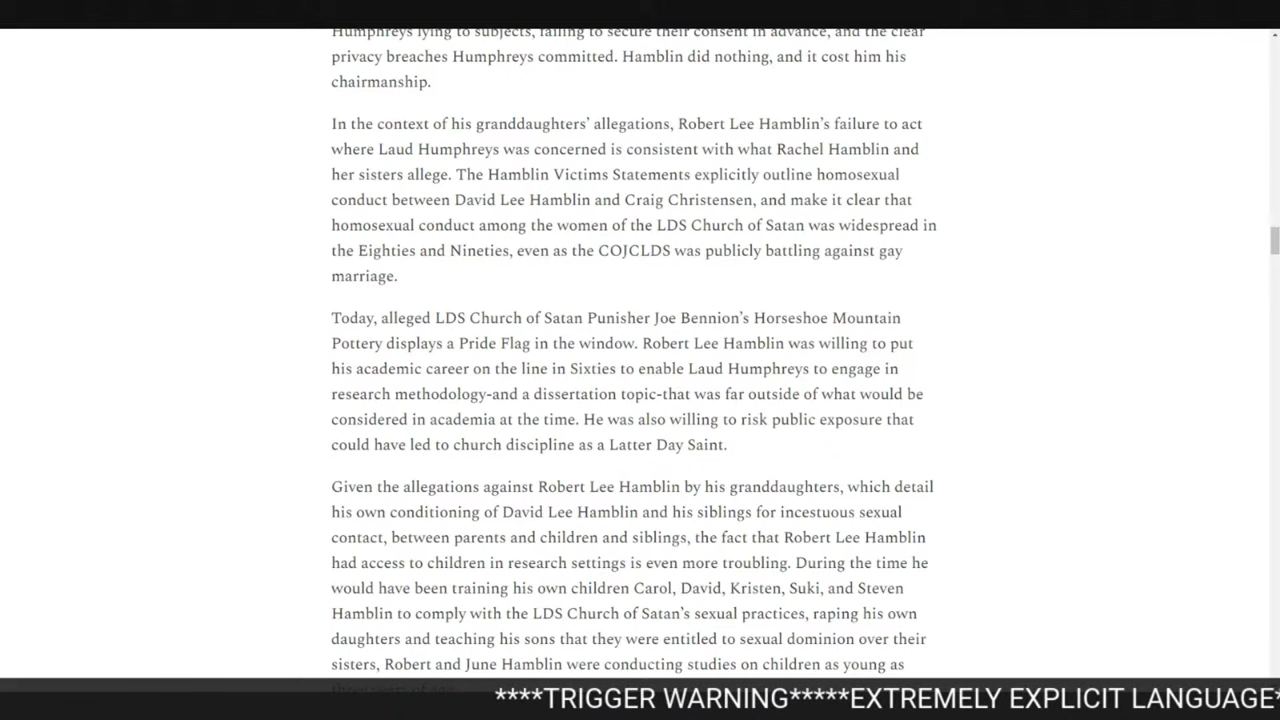 Humphreys lying to subjects, failing to secure their consent in advance, and the clear
privacy breaches Humphreys committed. Hamblin did nothing, and it cost him his
chairmanship.
In the context of his granddaughters’ allegations, Robert Lee Hamblin’s failure to act
where Laud Humphreys was concerned is consistent with what Rachel Hamblin and
her sisters allege. The Hamblin Victims Statements explicitly outline homosexual
conduct between David Lee Hamblin and Craig Christensen, and make it clear that
homosexual conduct among the women of the LDS Church of Satan was widespread in
the Eighties and Nineties, even as the COJCLDS was publicly battling against gay
marriage.
Today, alleged LDS Church of Satan Punisher Joe Bennion’s Horseshoe Mountain
Pottery displays a Pride Flag in the window. Robert Lee Hamblin was willing to put
his academic career on the line in Sixties to enable Laud Humphreys to engage in
research methodology-and a dissertation topic-that was far outside of what would be
considered in academia at the time. He was also willing to risk public exposure that
could have led to church discipline as a Latter Day Saint.
Given the allegations against Robert Lee Hamblin by his granddaughters, which detail
his own conditioning of David Lee Hamblin and his siblings for incestuous sexual
contact, between parents and children and siblings, the fact that Robert Lee Hamblin
had access to children in research settings is even more troubling. During the time he
would have been training his own children Carol, David, Kristen, Suki, and Steven
Hamblin to comply with the LDS Church of Satan’s sexual practices, raping his own
daughters and teaching his sons that they were entitled to sexual dominion over their
sisters, Robert and June Hamblin were conducting studies on children as young as
****TRIGGER WARNING*****EXTREMELY EXPLICIT LANGUAGE*